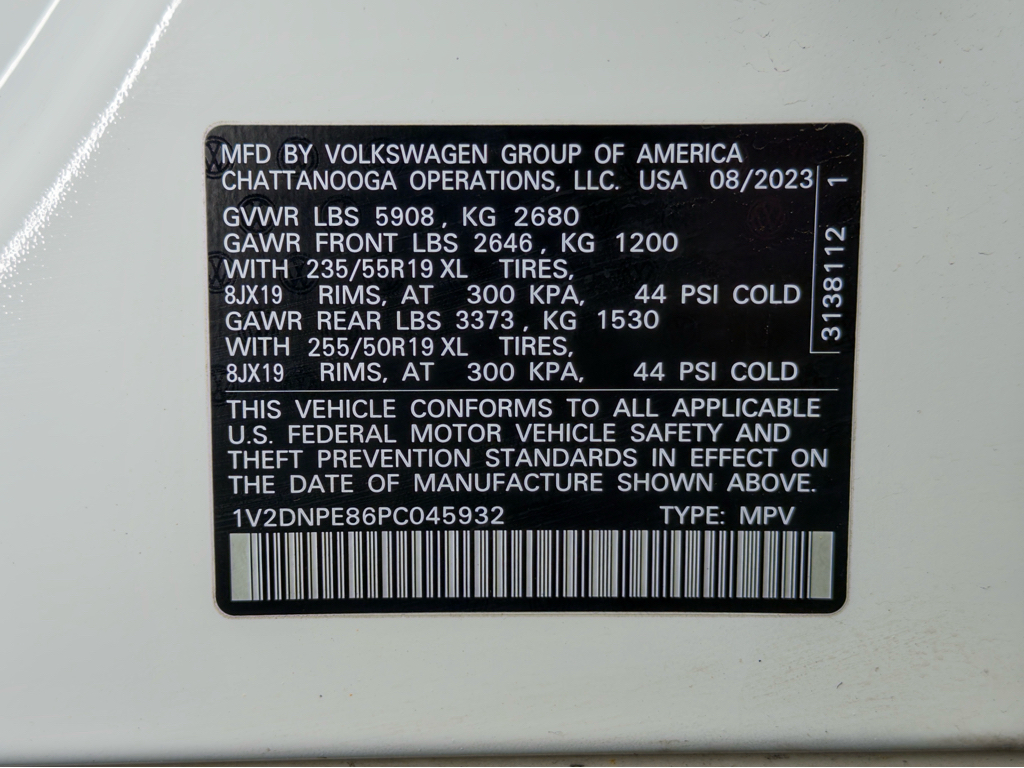 MFD BY VOLKSWAGEN GROUP OF AMERICA
CHATTANOOGA OPERATIONS, LLC. USA 08/2023
GVWR LBS 5908, KG 2680
GAWR FRONT LBS 2646, KG 1200
WITH 235/55R19 XL TIRES,
8JX19 RIMS, AT 300 KPA, 44 PSI COLD
GAWR REAR LBS 3373, KG 1530
WITH 255/50R19 XL TIRES,
8JX19 RIMS, AT 300 KPA, 44 PSI COLD
3138112 1
THIS VEHICLE CONFORMS TO ALL APPLICABLE
U.S. FEDERAL MOTOR VEHICLE SAFETY AND
THEFT PREVENTION STANDARDS IN EFFECT ON
THE DATE OF MANUFACTURE SHOWN ABOVE.
1V2DNPE86PC045932 TYPE: MPV